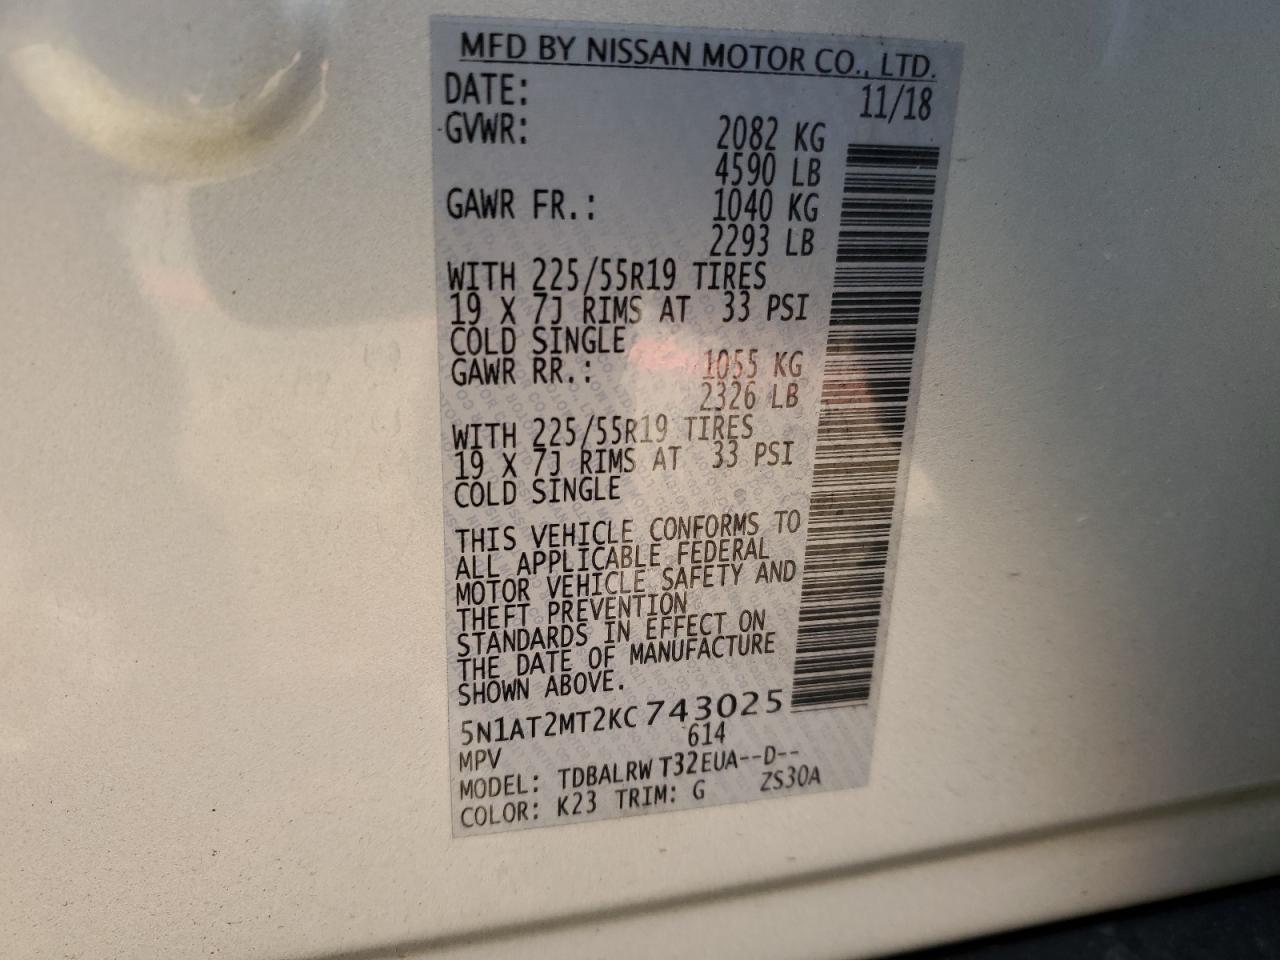 MFD BY NISSAN MOTOR CO., LTD.
DATE: 11/18
GVWR: 2082 KG
4590 LB
GAWR FR.: 1040 KG
2293 LB
WITH 225/55R19 TIRES
19 X 7J RIMS AT 33 PSI
COLD SINGLE
GAWR RR.: 1055 KG
2326 LB
WITH 225/55R19 TIRES
19 X 7J RIMS AT 33 PSI
COLD SINGLE
THIS VEHICLE CONFORMS TO
ALL APPLICABLE FEDERAL
MOTOR VEHICLE SAFETY AND
THEFT PREVENTION
STANDARDS IN EFFECT ON
THE DATE OF MANUFACTURE
SHOWN ABOVE.
5N1AT2MT2KC743025
MPV 614
MODEL: TDBALRW T32EUA--D--
COLOR: K23 TRIM: G ZS30A